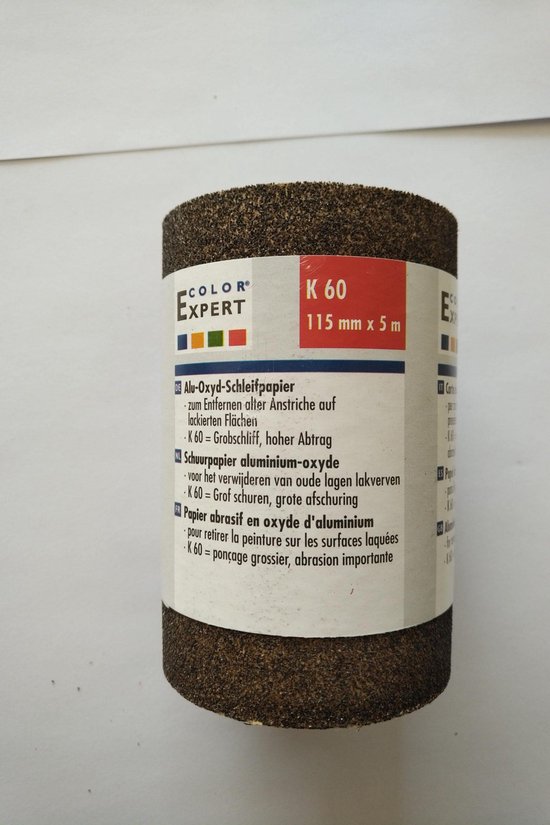 COLOR®
EXPERT
K 60
115 mm x 5 m
DE Alu-Oxyd-Schleifpapier
- zum Entfernen alter Anstriche auf
lackierten Flächen
- K 60 = Grobschliff, hoher Abtrag
NL Schuurpapier aluminium-oxyde
- voor het verwijderen van oude lagen lakverven
- K 60 = Grof schuren, grote afschuring
FR Papier abrasif en oxyde d'aluminium
- pour retirer la peinture sur les surfaces laquées
- K 60 = ponçage grossier, abrasion importante